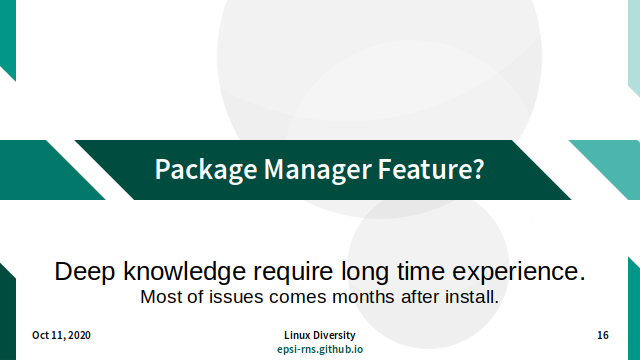 Package Manager Feature?
Deep knowledge require long time experience.
Most of issues comes months after install.
Oct 11, 2020
Linux Diversity
16
epsi-rns.github.io